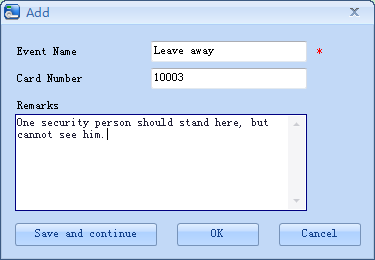 Add
Event Name Leave away *
Card Number 10003
Remarks
One security person should stand here, but
cannot see him.
Save and continue OK Cancel